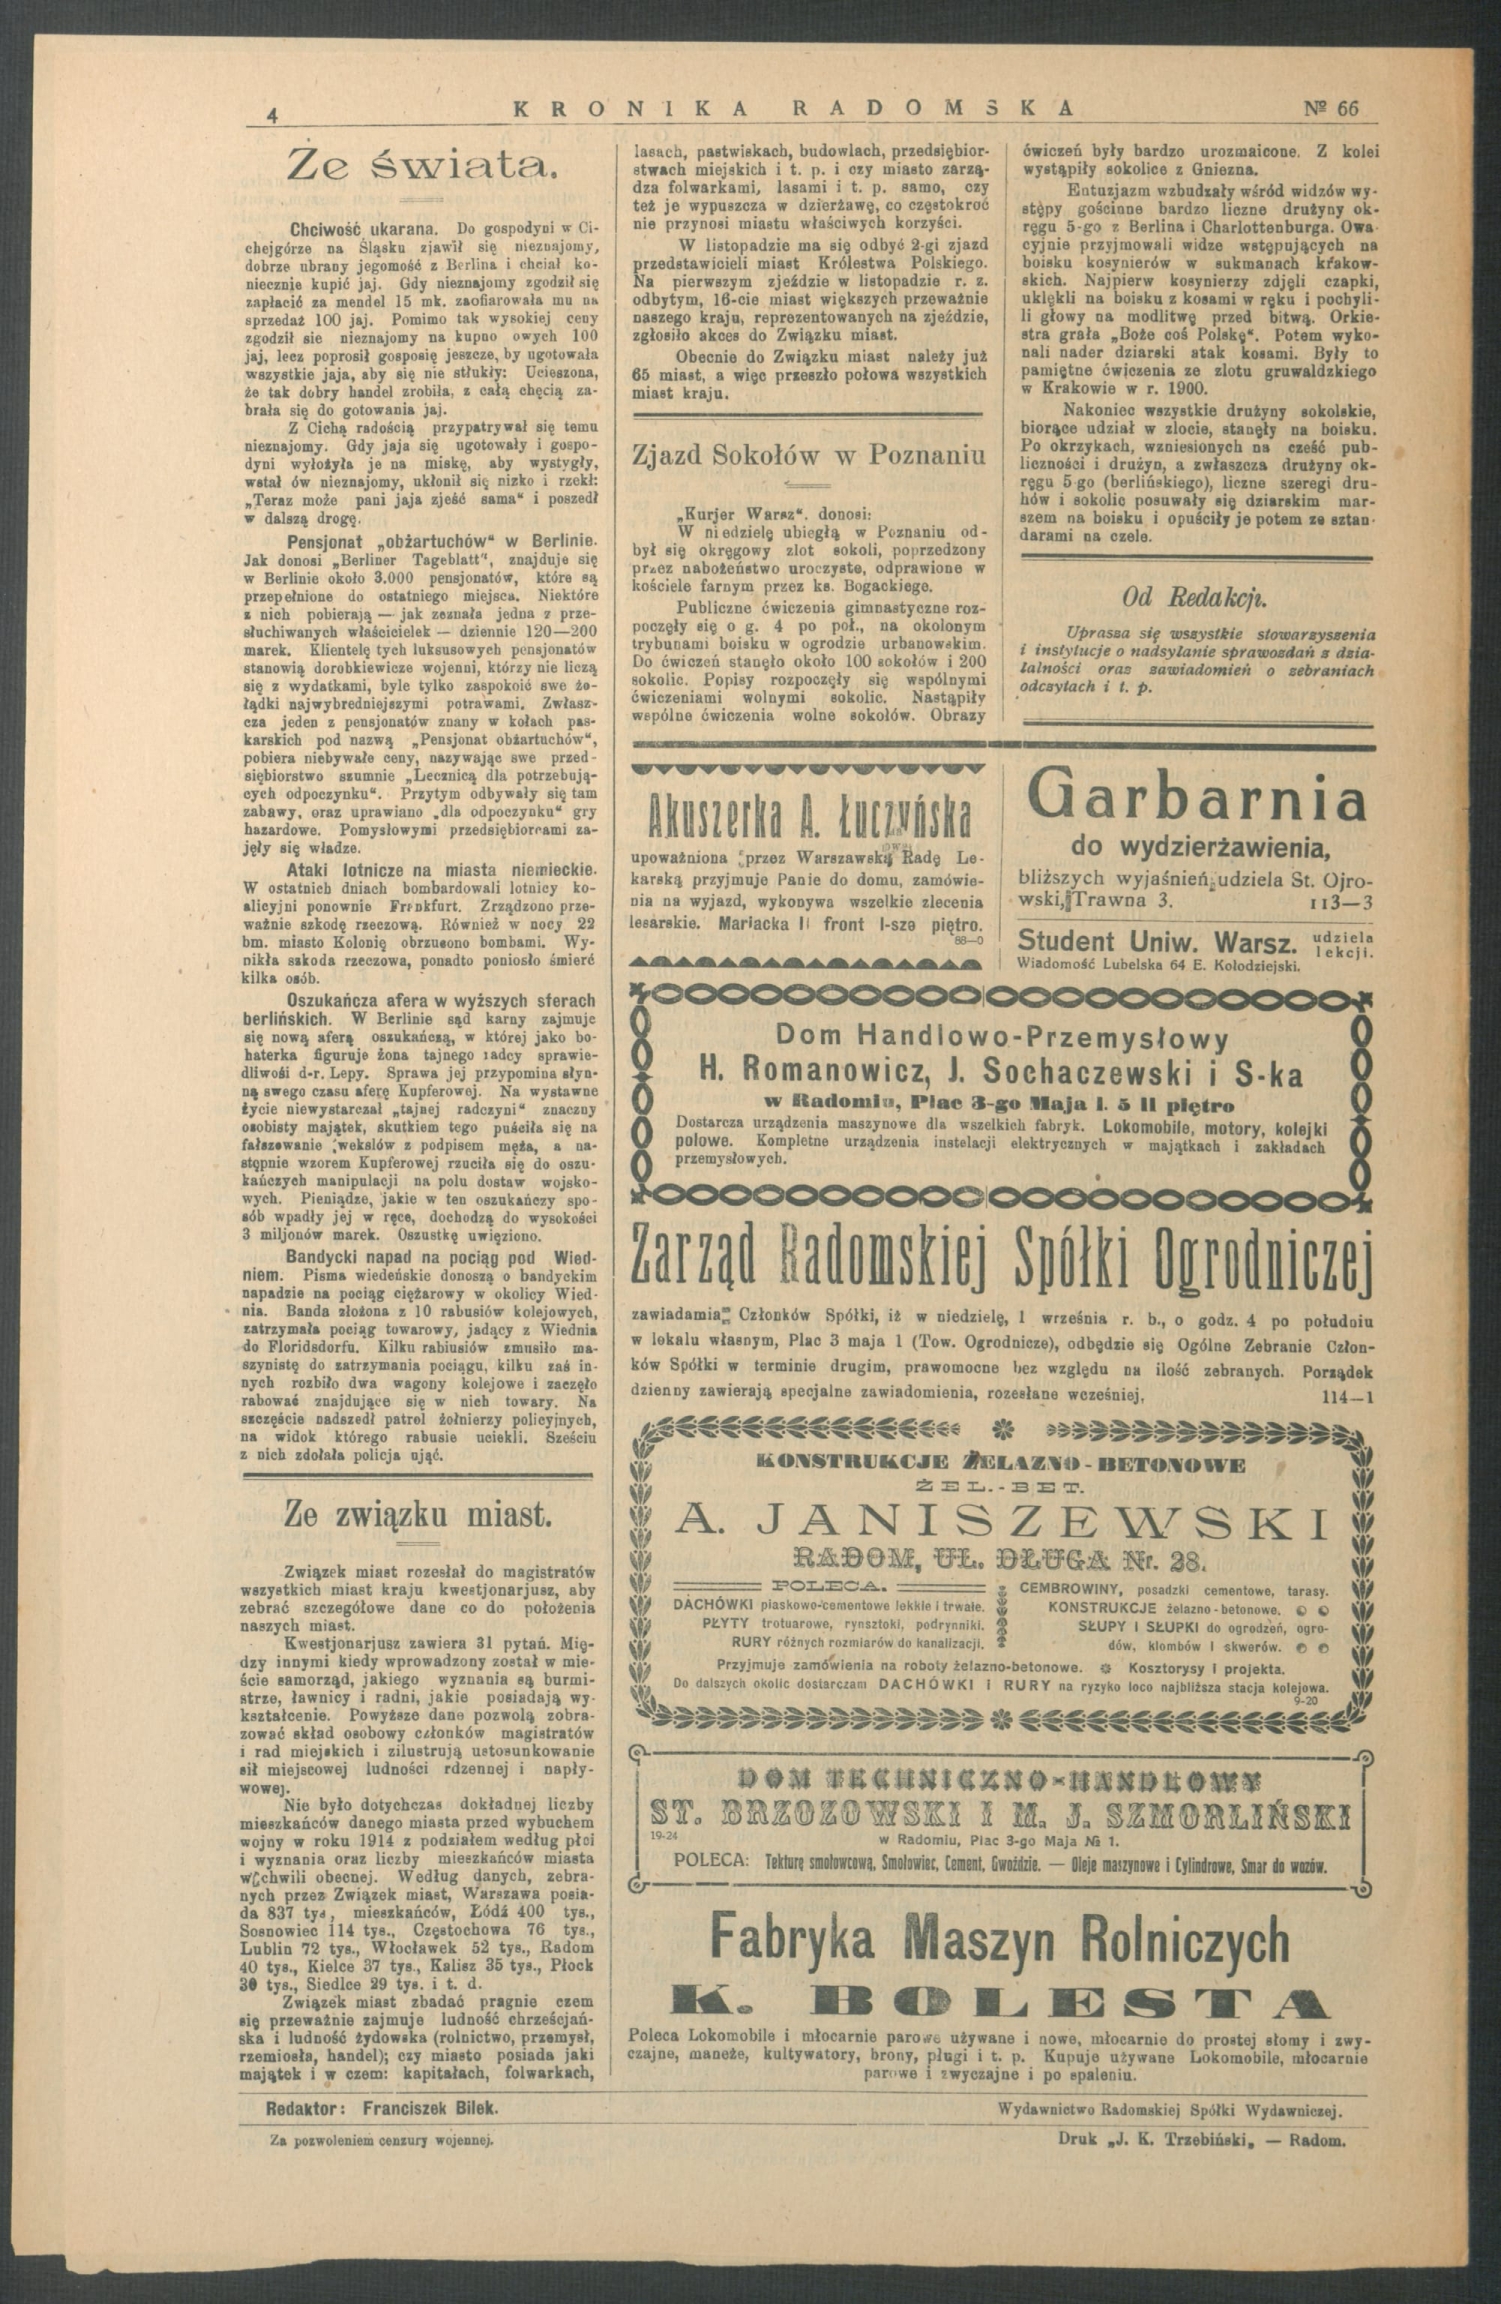 4
KRONIKA RADOMSKA
№ 66
Ze świata.
Chciwość ukarana. Do gospodyni w Ci-
chejgórze na Śląsku zjawił się nieznajomy,
dobrze ubrany jegomość z Berlina i chciał ko-
niecznie kupić jaj. Gdy nieznajomy zgodził się
zapłacić za mendel 15 mk. zaofiarowała mu na
sprzedaż 100 jaj. Pomimo tak wysokiej ceny
zgodził sie nieznajomy na kupno owych 100
jaj, lecz poprosił gosposię jeszcze, by ugotowała
wszystkie jaja, aby się nie stłukły: Ucieszona,
że tak dobry handel zrobiła, z całą chęcią za-
brała się do gotowania jaj.
Z Cichą radością przypatrywał się temu
nieznajomy. Gdy jaja się ugotowały i gospo-
dyni wyłożyła je na miskę, aby wystygły,
wstał ów nieznajomy, ukłonił się nizko i rzekł:
„Teraz może pani jaja zjeść sama“ i poszedł
w dalszą drogę.
Pensjonat „obżartuchów“ w Berlinie.
Jak donosi „Berliner Tageblatt“, znajduje się
w Berlinie około 3.000 pensjonatów, które są
przepełnione do ostatniego miejsca. Niektóre
z nich pobierają — jak zeznała jedna z prze-
słuchiwanych właścicielek — dziennie 120—200
marek. Klientelę tych luksusowych pensjonatów
stanowią dorobkiewicze wojenni, którzy nie liczą
się z wydatkami, byle tylko zaspokoić swe żo-
łądki najwybredniejszymi potrawami. Zwłasz-
cza jeden z pensjonatów znany w kołach pas-
karskich pod nazwą „Pensjonat obżartuchów“,
pobiera niebywałe ceny, nazywając swe przed-
siębiorstwo szumnie „Lecznicą dla potrzebują-
cych odpoczynku“. Przytym odbywały się tam
zabawy, oraz uprawiano „dla odpoczynku“ gry
hazardowe. Pomysłowymi przedsiębiorcami za-
jęły się władze.
Ataki lotnicze na miasta niemieckie.
W ostatnich dniach bombardowali lotnicy ko-
alicyjni ponownie Frankfurt. Zrządzono prze-
ważnie szkodę rzeczową. Również w nocy 22
bm. miasto Kolonię obrzucono bombami. Wy-
nikła szkoda rzeczowa, ponadto poniosło śmierć
kilka osób.
Oszukańcza afera w wyższych sferach
berlińskich. W Berlinie sąd karny zajmuje
się nową aferą oszukańczą, w której jako bo-
haterka figuruje żona tajnego radcy sprawie-
dliwośi d-r. Lepy. Sprawa jej przypomina słyn-
ną swego czasu aferę Kupferowej. Na wystawne
życie niewystarczał „tajnej radczyni“ znaczny
osobisty majątek, skutkiem tego puściła się na
fałszowanie wekslów z podpisem męża, a na-
stępnie wzorem Kupferowej rzuciła się do oszu-
kańczych manipulacji na polu dostaw wojsko-
wych. Pieniądze, jakie w ten oszukańczy spo-
sób wpadły jej w ręce, dochodzą do wysokości
3 miljonów marek. Oszustkę uwięziono.
Bandycki napad na pociąg pod Wied-
niem. Pisma wiedeńskie donoszą o bandyckim
napadzie na pociąg ciężarowy w okolicy Wied-
nia. Banda złożona z 10 rabusiów kolejowych,
zatrzymała pociąg towarowy, jadący z Wiednia
do Floridsdorfu. Kilku rabiusiów zmusiło ma-
szynistę do zatrzymania pociągu, kilku zaś in-
nych rozbiło dwa wagony kolejowe i zaczęło
rabować znajdujące się w nich towary. Na
szczęście nadszedł patrol żołnierzy policyjnych,
na widok którego rabusie uciekli. Sześciu
z nich zdołała policja ująć.
Ze związku miast.
Związek miast rozesłał do magistratów
wszystkich miast kraju kwestjonarjusz, aby
zebrać szczegółowe dane co do położenia
naszych miast.
Kwestjonarjusz zawiera 31 pytań. Mię-
dzy innymi kiedy wprowadzony został w mie-
ście samorząd, jakiego wyznania są burmi-
strze, ławnicy i radni, jakie posiadają wy-
kształcenie. Powyższe dane pozwolą zobra-
zować skład osobowy członków magistratów
i rad miejskich i zilustrują ustosunkowanie
sił miejscowej ludności rdzennej i napły-
wowej.
Nie było dotychczas dokładnej liczby
mieszkańców danego miasta przed wybuchem
wojny w roku 1914 z podziałem według płci
i wyznania oraz liczby mieszkańców miasta
w chwili obecnej. Według danych, zebra-
nych przez Związek miast, Warszawa posia-
da 837 tys, mieszkańców, Łódź 400 tys.,
Sosnowiec 114 tys., Częstochowa 76 tys.,
Lublin 72 tys., Włocławek 52 tys., Radom
40 tys., Kielce 37 tys., Kalisz 35 tys., Płock
30 tys., Siedlce 29 tys. i t. d.
Związek miast zbadać pragnie czem
się przeważnie zajmuje ludność chrześcjań-
ska i ludność żydowska (rolnictwo, przemysł,
rzemiosła, handel); czy miasto posiada jaki
majątek i w czem: kapitałach, folwarkach,
lasach, pastwiskach, budowlach, przedsiębior-
stwach miejskich i t. p. i czy miasto zarzą-
dza folwarkami, lasami i t. p. samo, czy
też je wypuszcza w dzierżawę, co częstokroć
nie przynosi miastu właściwych korzyści.
W listopadzie ma się odbyć 2-gi zjazd
przedstawicieli miast Królestwa Polskiego.
Na pierwszym zjeździe w listopadzie r. z.
odbytym, 16-cie miast większych przeważnie
naszego kraju, reprezentowanych na zjeździe,
zgłosiło akces do Związku miast.
Obecnie do Związku miast należy już
65 miast, a więc przeszło połowa wszystkich
miast kraju.
Zjazd Sokołów w Poznaniu
„Kurjer Warsz“. donosi:
W niedzielę ubiegłą w Poznaniu od-
był się okręgowy zlot sokoli, poprzedzony
przez nabożeństwo uroczyste, odprawione w
kościele farnym przez ks. Bogackiego.
Publiczne ćwiczenia gimnastyczne roz-
poczęły się o g. 4 po poł., na okolonym
trybunami boisku w ogrodzie urbanowskim.
Do ćwiczeń stanęło około 100 sokołów i 200
sokolic. Popisy rozpoczęły się wspólnymi
ćwiczeniami wolnymi sokolic. Nastąpiły
wspólne ćwiczenia wolne sokołów. Obrazy
ćwiczeń były bardzo urozmaicone. Z kolei
wystąpiły sokolice z Gniezna.
Entuzjazm wzbudzały wśród widzów wy-
stępy gościnne bardzo liczne drużyny ok-
ręgu 5-go z Berlina i Charlottenburga. Owa-
cyjnie przyjmowali widze wstępujących na
boisku kosynierów w sukmanach krakow-
skich. Najpierw kosynierzy zdjęli czapki,
uklękli na boisku z kosami w ręku i pochyli-
li głowy na modlitwę przed bitwą. Orkie-
stra grała „Boże coś Polskę“. Potem wyko-
nali nader dziarski atak kosami. Były to
pamiętne ćwiczenia ze zlotu gruwaldzkiego
w Krakowie w r. 1900.
Nakoniec wszystkie drużyny sokolskie,
biorące udział w zlocie, stanęły na boisku.
Po okrzykach, wzniesionych na cześć pub-
liczności i drużyn, a zwłaszcza drużyny ok-
ręgu 5-go (berlińskiego), liczne szeregi dru-
hów i sokolic posuwały się dziarskim mar-
szem na boisku i opuściły je potem ze sztan-
darami na czele.
Od Redakcji.
Uprasza się wszystkie stowarzyszenia
i instytucje o nadsyłanie sprawozdań z dzia-
łalności oraz zawiadomień o zebraniach
odczytach i t. p.
Akuszerka A. Łuczyńska
upoważniona przez Warszawską Radę Le-
karską przyjmuje Panie do domu, zamówie-
nia na wyjazd, wykonywa wszelkie zlecenia
lesarskie. Mariacka 11 front I-sze piętro.
88—0
Garbarnia
do wydzierżawienia,
bliższych wyjaśnień udziela St. Ojro-
wski, Trawna 3. 113—3
Student Uniw. Warsz. udziela lekcji.
Wiadomość Lubelska 64 E. Kołodziejski.
Dom Handlowo-Przemysłowy
H. Romanowicz, J. Sochaczewski i S-ka
w Radomiu, Plac 3-go Maja l. 5 II piętro
Dostarcza urządzenia maszynowe dla wszelkich fabryk. Lokomobile, motory, kolejki
polowe. Kompletne urządzenia instelacji elektrycznych w majątkach i zakładach
przemysłowych.
Zarząd Radomskiej Spółki Ogrodniczej
zawiadamia Członków Spółki, iż w niedzielę, 1 września r. b., o godz. 4 po południu
w lokalu własnym, Plac 3 maja 1 (Tow. Ogrodnicze), odbędzie się Ogólne Zebranie Człon-
ków Spółki w terminie drugim, prawomocne bez względu na ilość zebranych. Porządek
dzienny zawierają specjalne zawiadomienia, rozesłane wcześniej, 114—1
KONSTRUKCJE ŻELAZNO-BETONOWE
ŻEL.-BET.
A. JANISZEWSKI
RADOM, UL. DŁUGA Nr. 28.
POLECA.
DACHÓWKI piaskowo-cementowe lekkie i trwałe.
PŁYTY trotuarowe, rynsztoki, podrynniki.
RURY różnych rozmiarów do kanalizacji.
CEMBROWINY, posadzki cementowe, tarasy.
KONSTRUKCJE żelazno-betonowe.
SŁUPY I SŁUPKI do ogrodzeń, ogro-
dów, klombów i skwerów.
Przyjmuje zamówienia na roboty żelazno-betonowe. Kosztorysy i projekta.
Do dalszych okolic dostarczam DACHÓWKI i RURY na ryzyko loco najbliższa stacja kolejowa.
9-20
DOM TECHNICZNO-HANDLOWY
ST. BRZOZOWSKI I M. J. SZMORLIŃSKI
19-24
w Radomiu, Plac 3-go Maja № 1.
POLECA: Tekturę smołowcową, Smołowiec, Cement, Gwoździe. — Oleje maszynowe i Cylindrowe, Smar do wozów.
Fabryka Maszyn Rolniczych
K. BOLESTA
Poleca Lokomobile i młocarnie parowe używane i nowe, młocarnie do prostej słomy i zwy-
czajne, maneże, kultywatory, brony, pługi i t. p. Kupuje używane Lokomobile, młocarnie
parowe i zwyczajne i po spaleniu.
Redaktor: Franciszek Bilek.
Wydawnictwo Radomskiej Spółki Wydawniczej.
Za pozwoleniem cenzury wojennej.
Druk „J. K. Trzebiński„ — Radom.